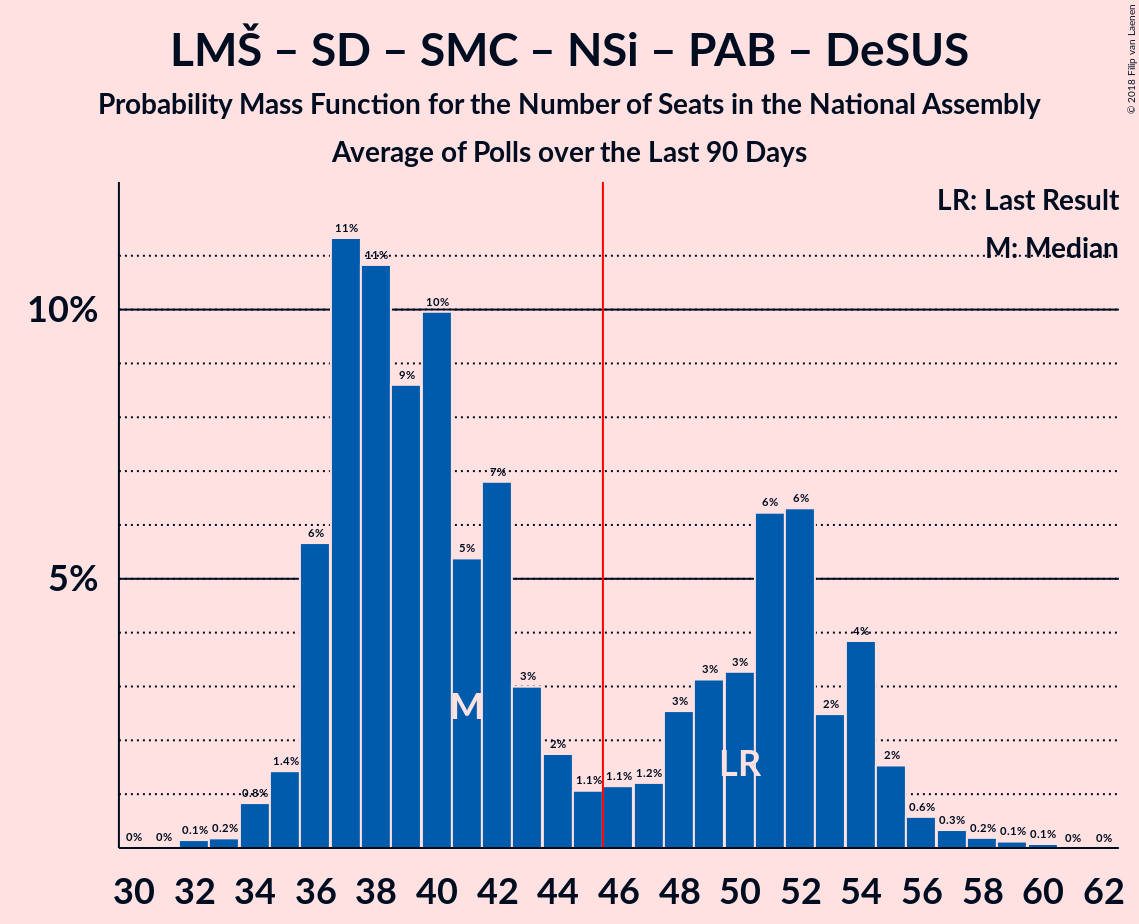 LMŠ – SD – SMC – NSi – PAB – DeSUS
Probability Mass Function for the Number of Seats in the National Assembly
Average of Polls over the Last 90 Days
© 2018 Filip van Laenen
LR: Last Result
M: Median
10%
5%
0% 0% 0.1% 0.2% 0.8% 1.4% 6% 11% 11% 9% 10% 5% 7% 3% 2% 1.1% 1.1% 1.2% 3% 3% 3% 6% 6% 2% 4% 2% 0.6% 0.3% 0.2% 0.1% 0.1% 0% 0%
M
LR
30 32 34 36 38 40 42 44 46 48 50 52 54 56 58 60 62